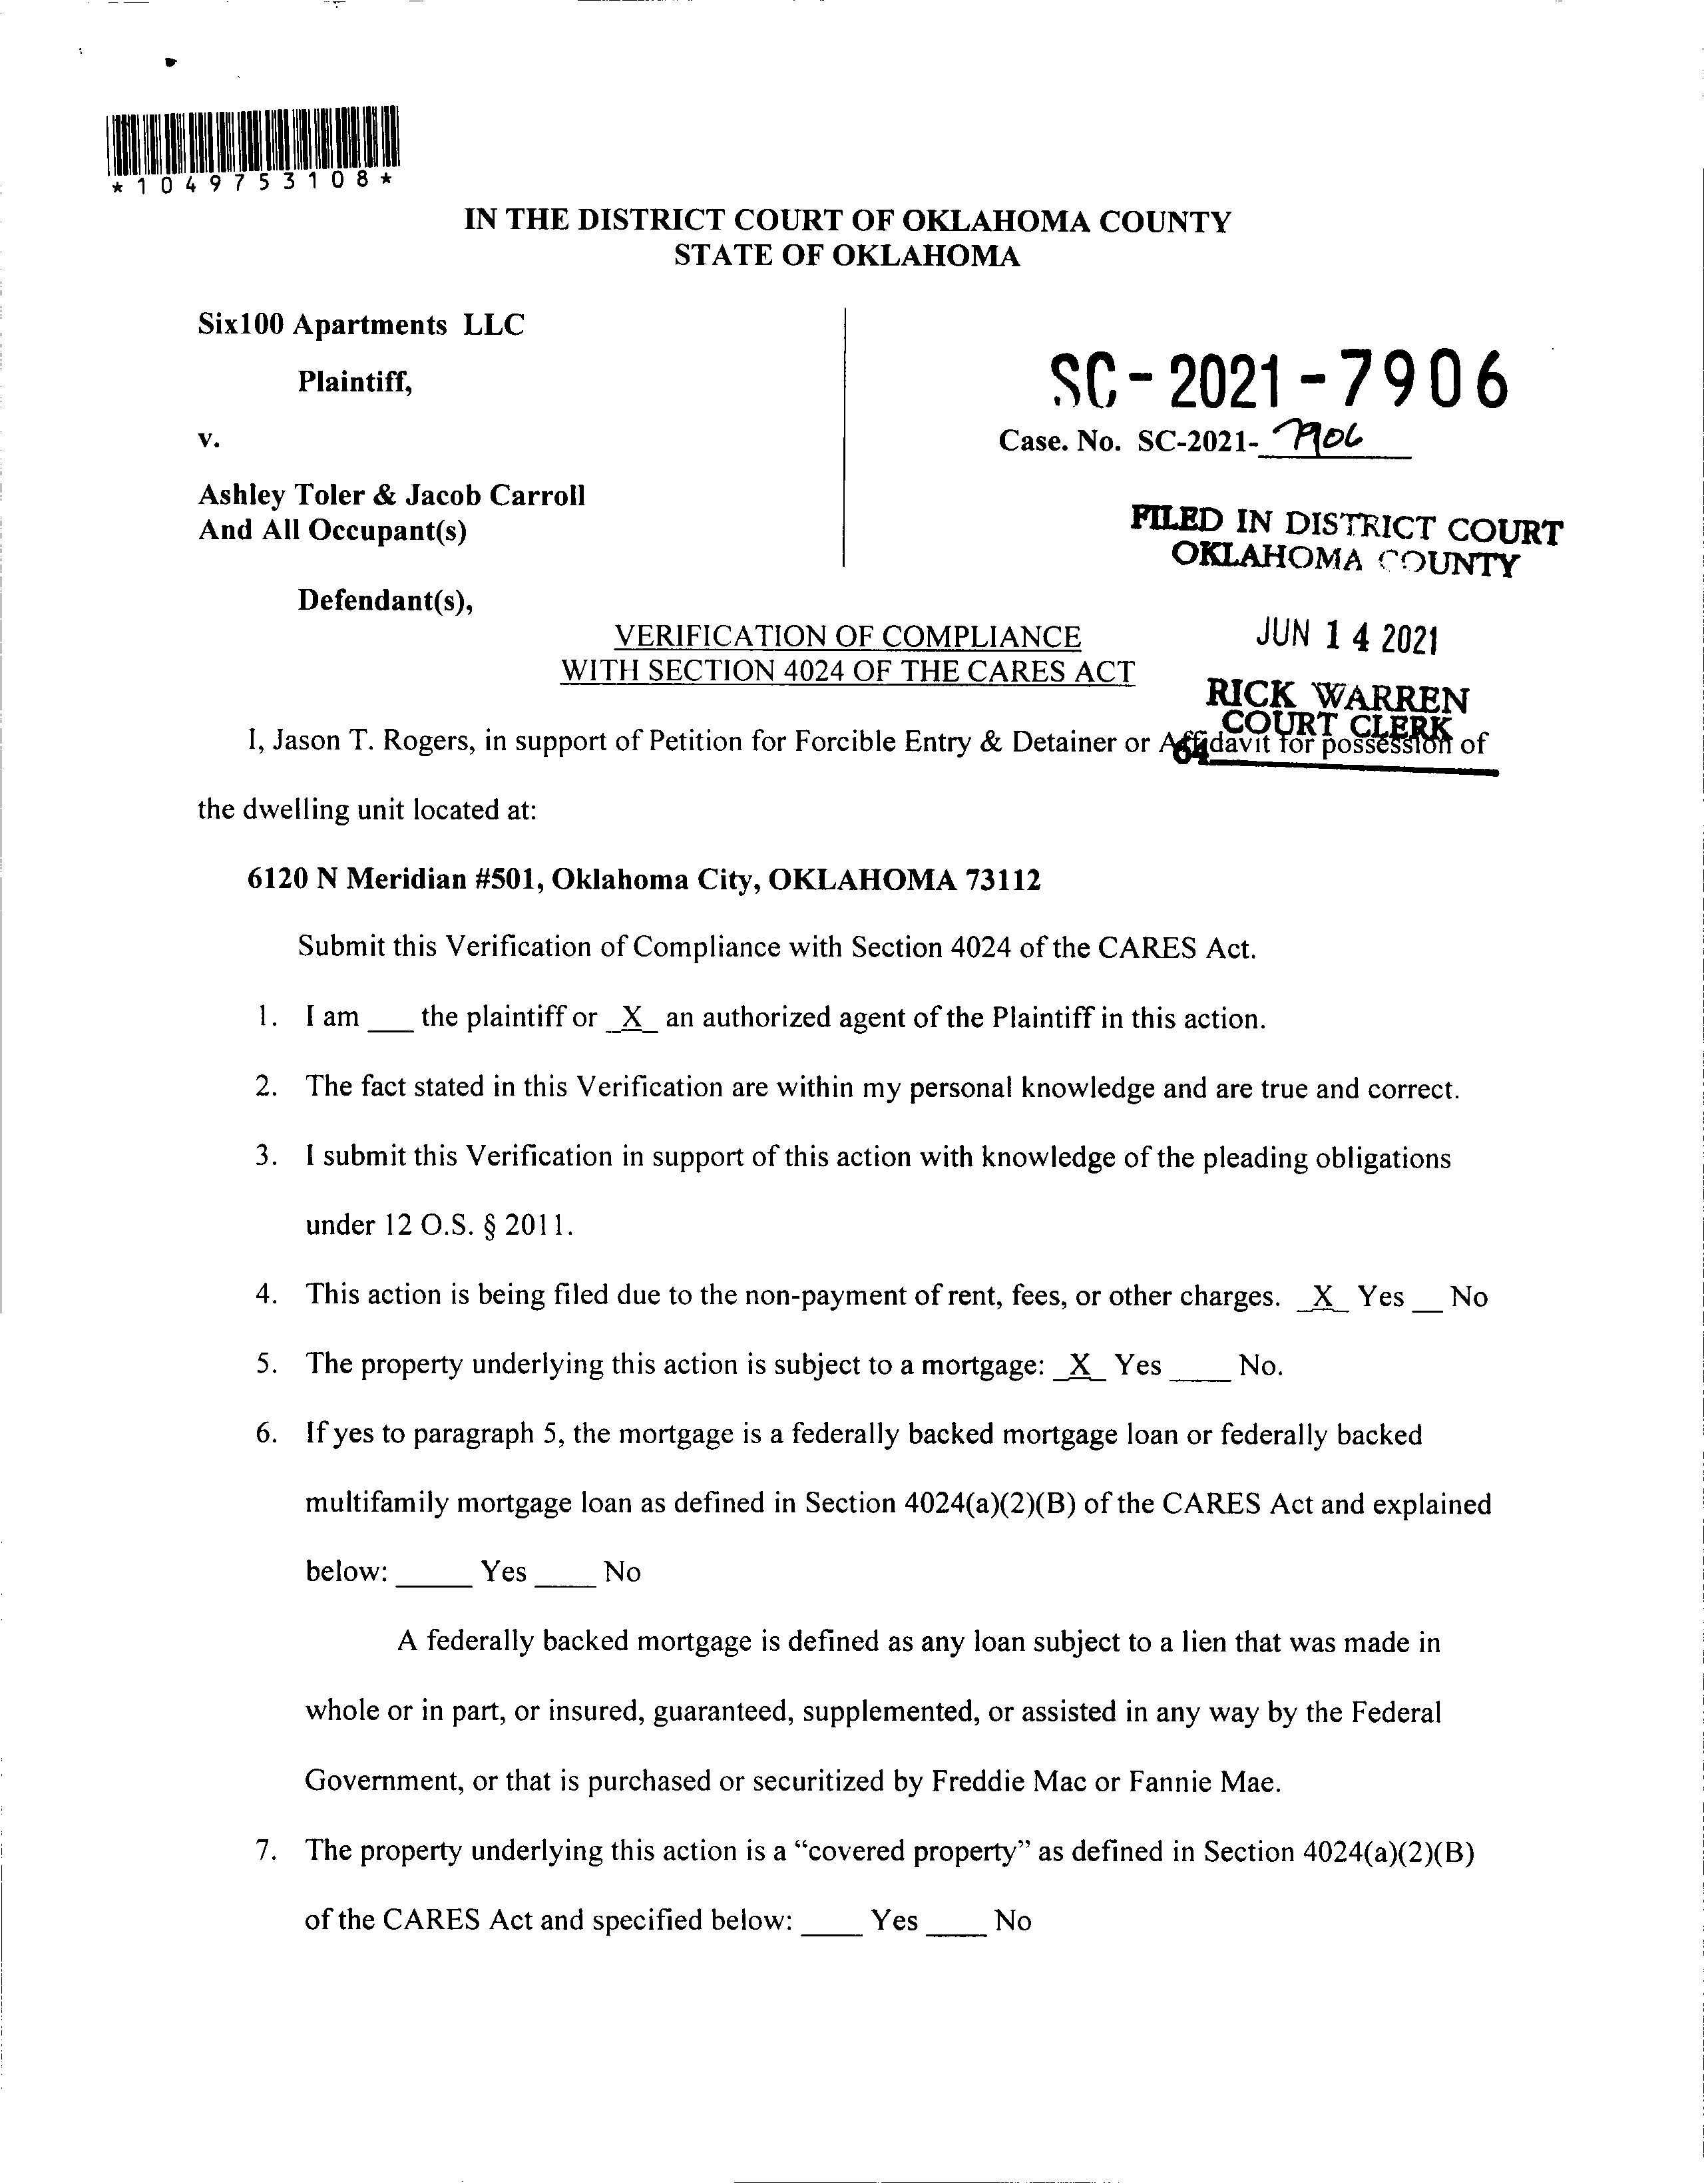 *1049753108*
IN THE DISTRICT COURT OF OKLAHOMA COUNTY
STATE OF OKLAHOMA
Six100 Apartments LLC
Plaintiff,
v.
Ashley Toler & Jacob Carroll
And All Occupant(s)
Defendant(s),
SC-2021-7906
Case. No. SC-2021- 7906
FILED IN DISTRICT COURT
OKLAHOMA COUNTY
JUN 14 2021
RICK WARREN
COURT CLERK
64
VERIFICATION OF COMPLIANCE
WITH SECTION 4024 OF THE CARES ACT
I, Jason T. Rogers, in support of Petition for Forcible Entry & Detainer or Affidavit for possession of
the dwelling unit located at:
6120 N Meridian #501, Oklahoma City, OKLAHOMA 73112
Submit this Verification of Compliance with Section 4024 of the CARES Act.
1. I am ___ the plaintiff or _X_ an authorized agent of the Plaintiff in this action.
2. The fact stated in this Verification are within my personal knowledge and are true and correct.
3. I submit this Verification in support of this action with knowledge of the pleading obligations
under 12 O.S. § 2011.
4. This action is being filed due to the non-payment of rent, fees, or other charges. _X_ Yes __ No
5. The property underlying this action is subject to a mortgage: _X_ Yes ____ No.
6. If yes to paragraph 5, the mortgage is a federally backed mortgage loan or federally backed
multifamily mortgage loan as defined in Section 4024(a)(2)(B) of the CARES Act and explained
below: _____ Yes ____ No
A federally backed mortgage is defined as any loan subject to a lien that was made in
whole or in part, or insured, guaranteed, supplemented, or assisted in any way by the Federal
Government, or that is purchased or securitized by Freddie Mac or Fannie Mae.
7. The property underlying this action is a “covered property” as defined in Section 4024(a)(2)(B)
of the CARES Act and specified below: ____ Yes ____ No